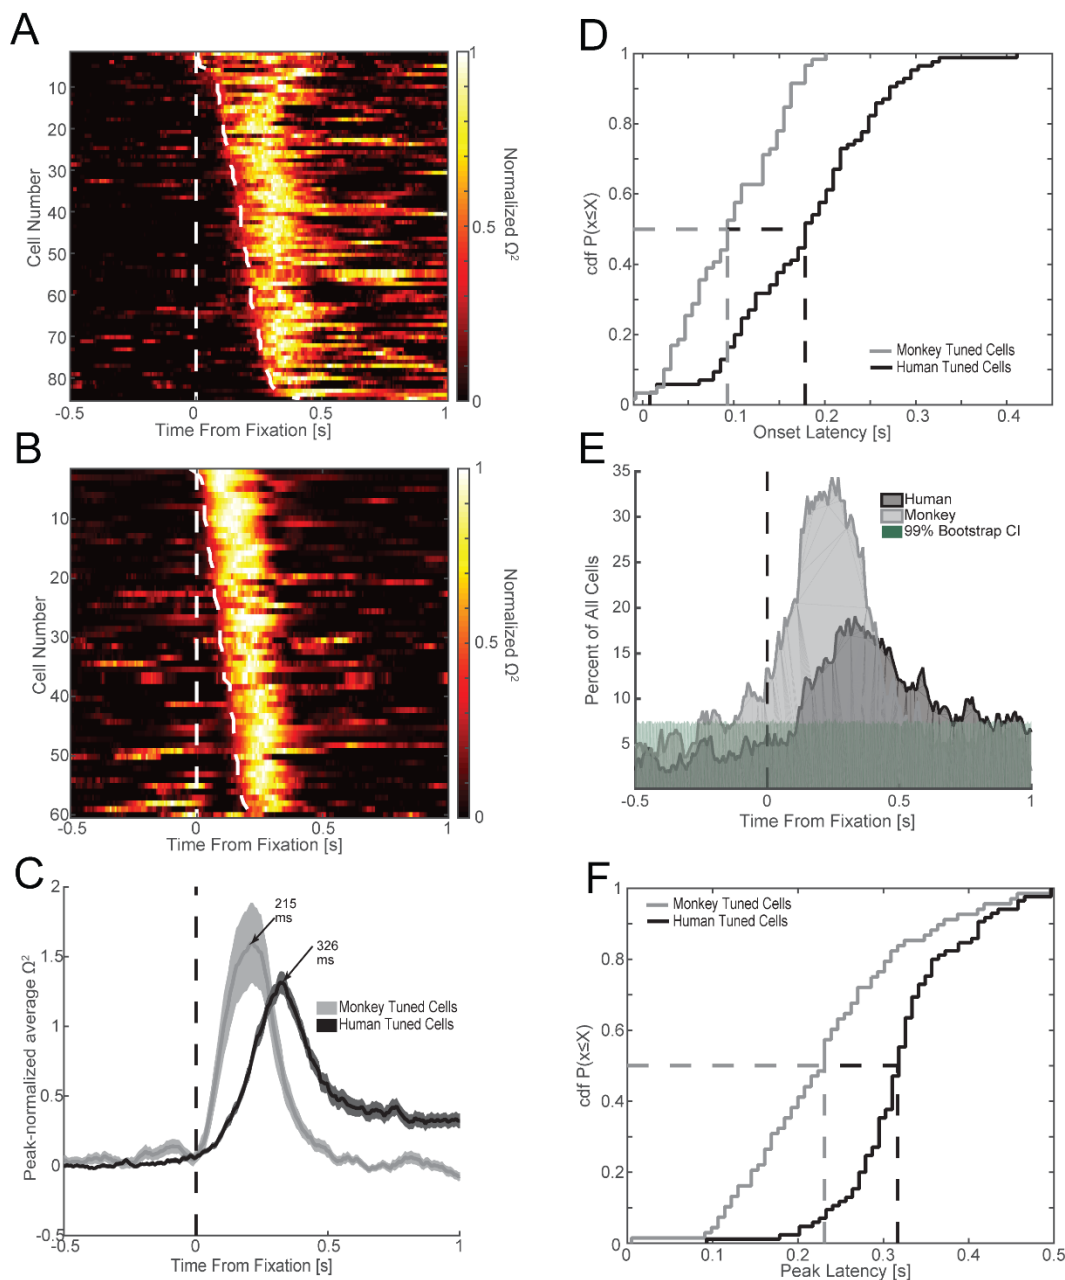 A
Cell Number
10
20
30
40
50
60
70
80
-0.5
0
0.5
1
Time From Fixation [s]
1
0.5
0
Normalized Ω²
B
Cell Number
10
20
30
40
50
60
-0.5
0
0.5
1
Time From Fixation [s]
1
0.5
0
Normalized Ω²
C
Peak-normalized average Ω²
2
1.5
1
0.5
0
-0.5
215
ms
326
ms
Monkey Tuned Cells
Human Tuned Cells
-0.5
0
0.5
1
Time From Fixation [s]
D
cdf P(x≤X)
1
0.8
0.6
0.4
0.2
0
Monkey Tuned Cells
Human Tuned Cells
0
0.1
0.2
0.3
0.4
Onset Latency [s]
E
Percent of All Cells
35
30
25
20
15
10
5
Human
Monkey
99% Bootstrap CI
-0.5
0
0.5
1
Time From Fixation [s]
F
cdf P(x≤X)
1
0.8
0.6
0.4
0.2
0
Monkey Tuned Cells
Human Tuned Cells
0
0.1
0.2
0.3
0.4
0.5
Peak Latency [s]